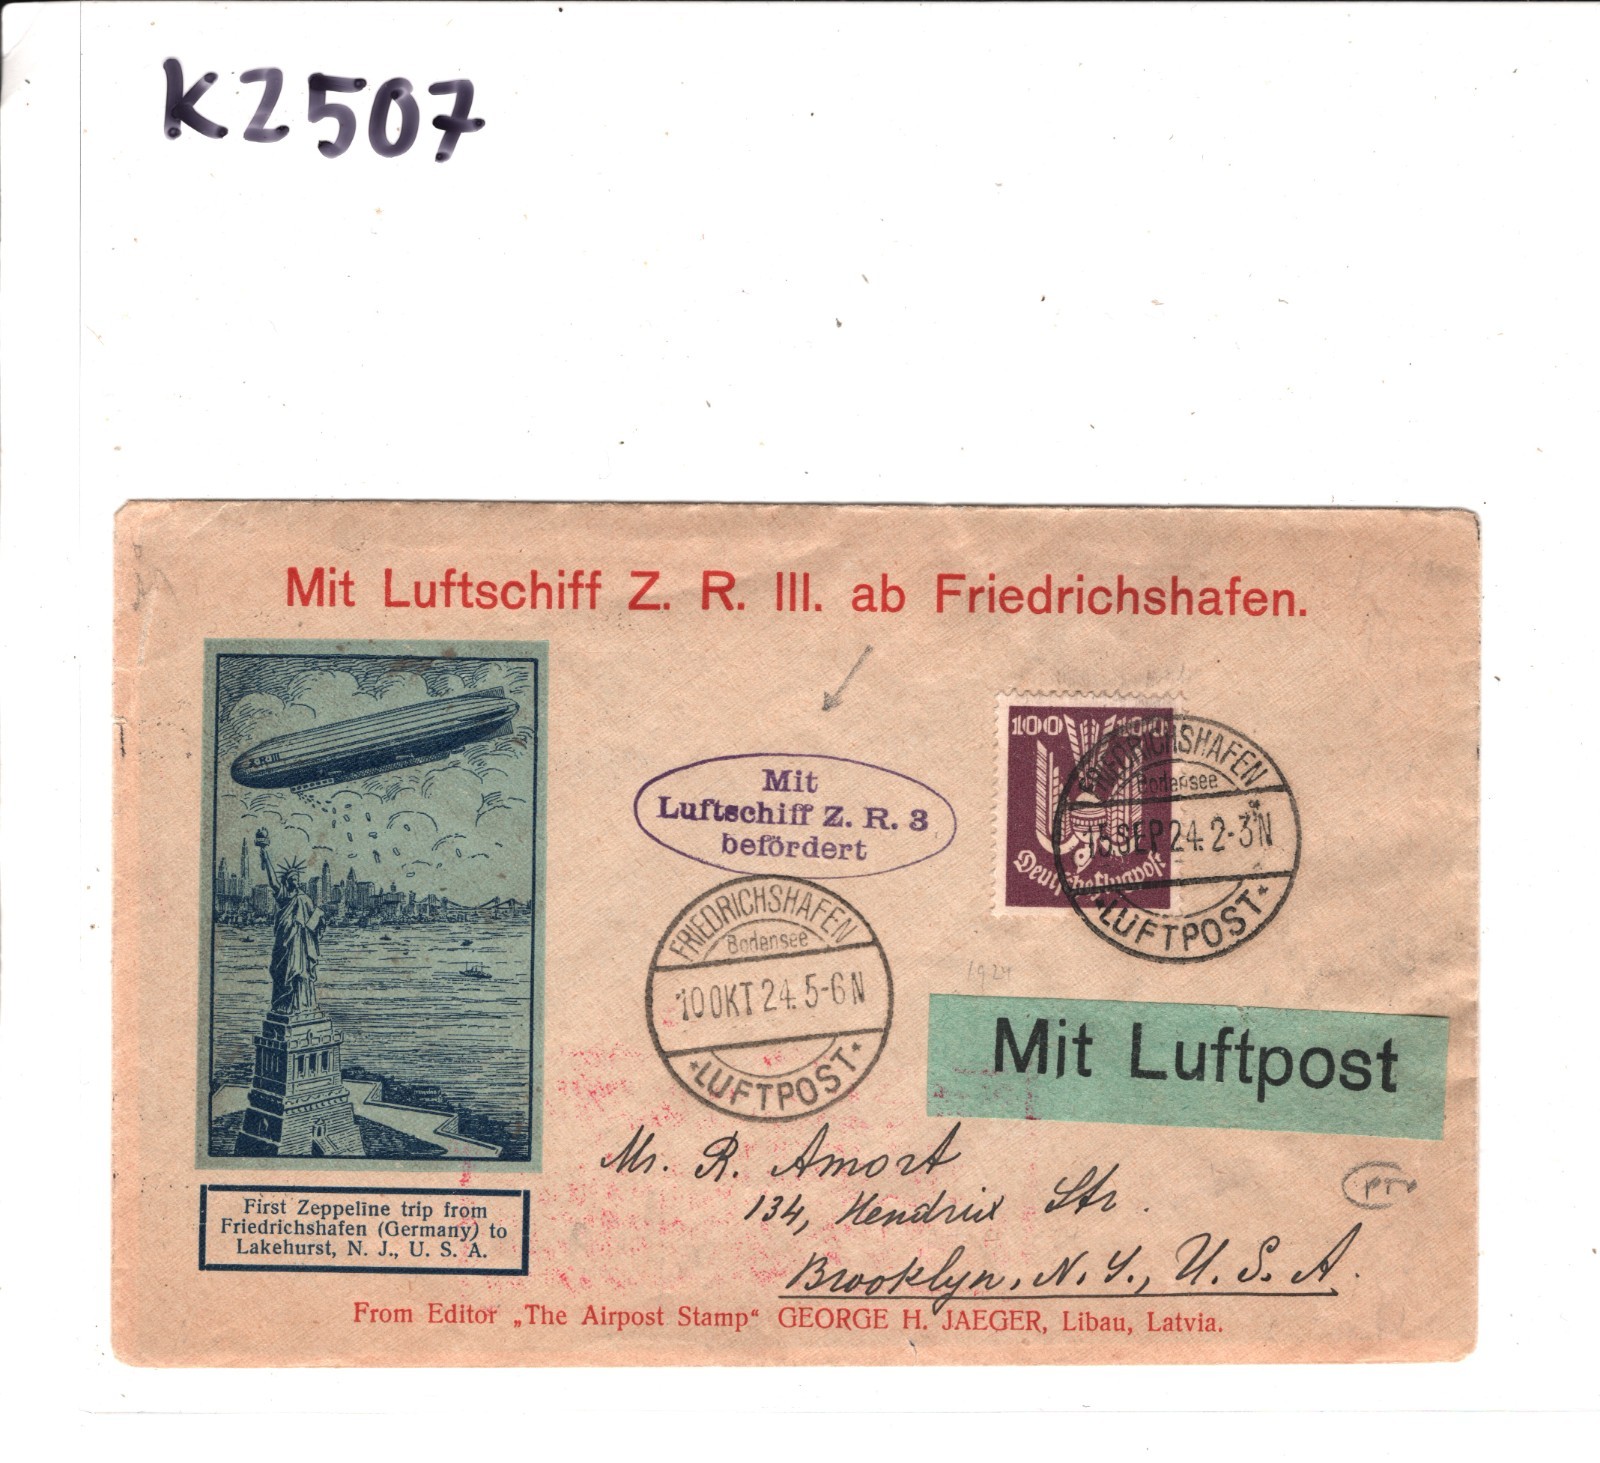 K2507
Mit Luftschiff Z. R. III. ab Friedrichshafen.
Z·R·III
Mit
Luftschiff Z. R. 3
befördert
100 100
Deutsche flugpost
FRIEDRICHSHAFEN
Bodensee
15.SEP 24. 2-3 N
LUFTPOST
FRIEDRICHSHAFEN
Bodensee
10 OKT 24. 5-6 N
LUFTPOST
1924
Mit Luftpost
Mr. R. Amort
134, Hendrix Str.
Brooklyn, N. Y., U. S. A.
First Zeppeline trip from
Friedrichshafen (Germany) to
Lakehurst, N. J., U. S. A.
From Editor „The Airpost Stamp“ GEORGE H. JAEGER, Libau, Latvia.